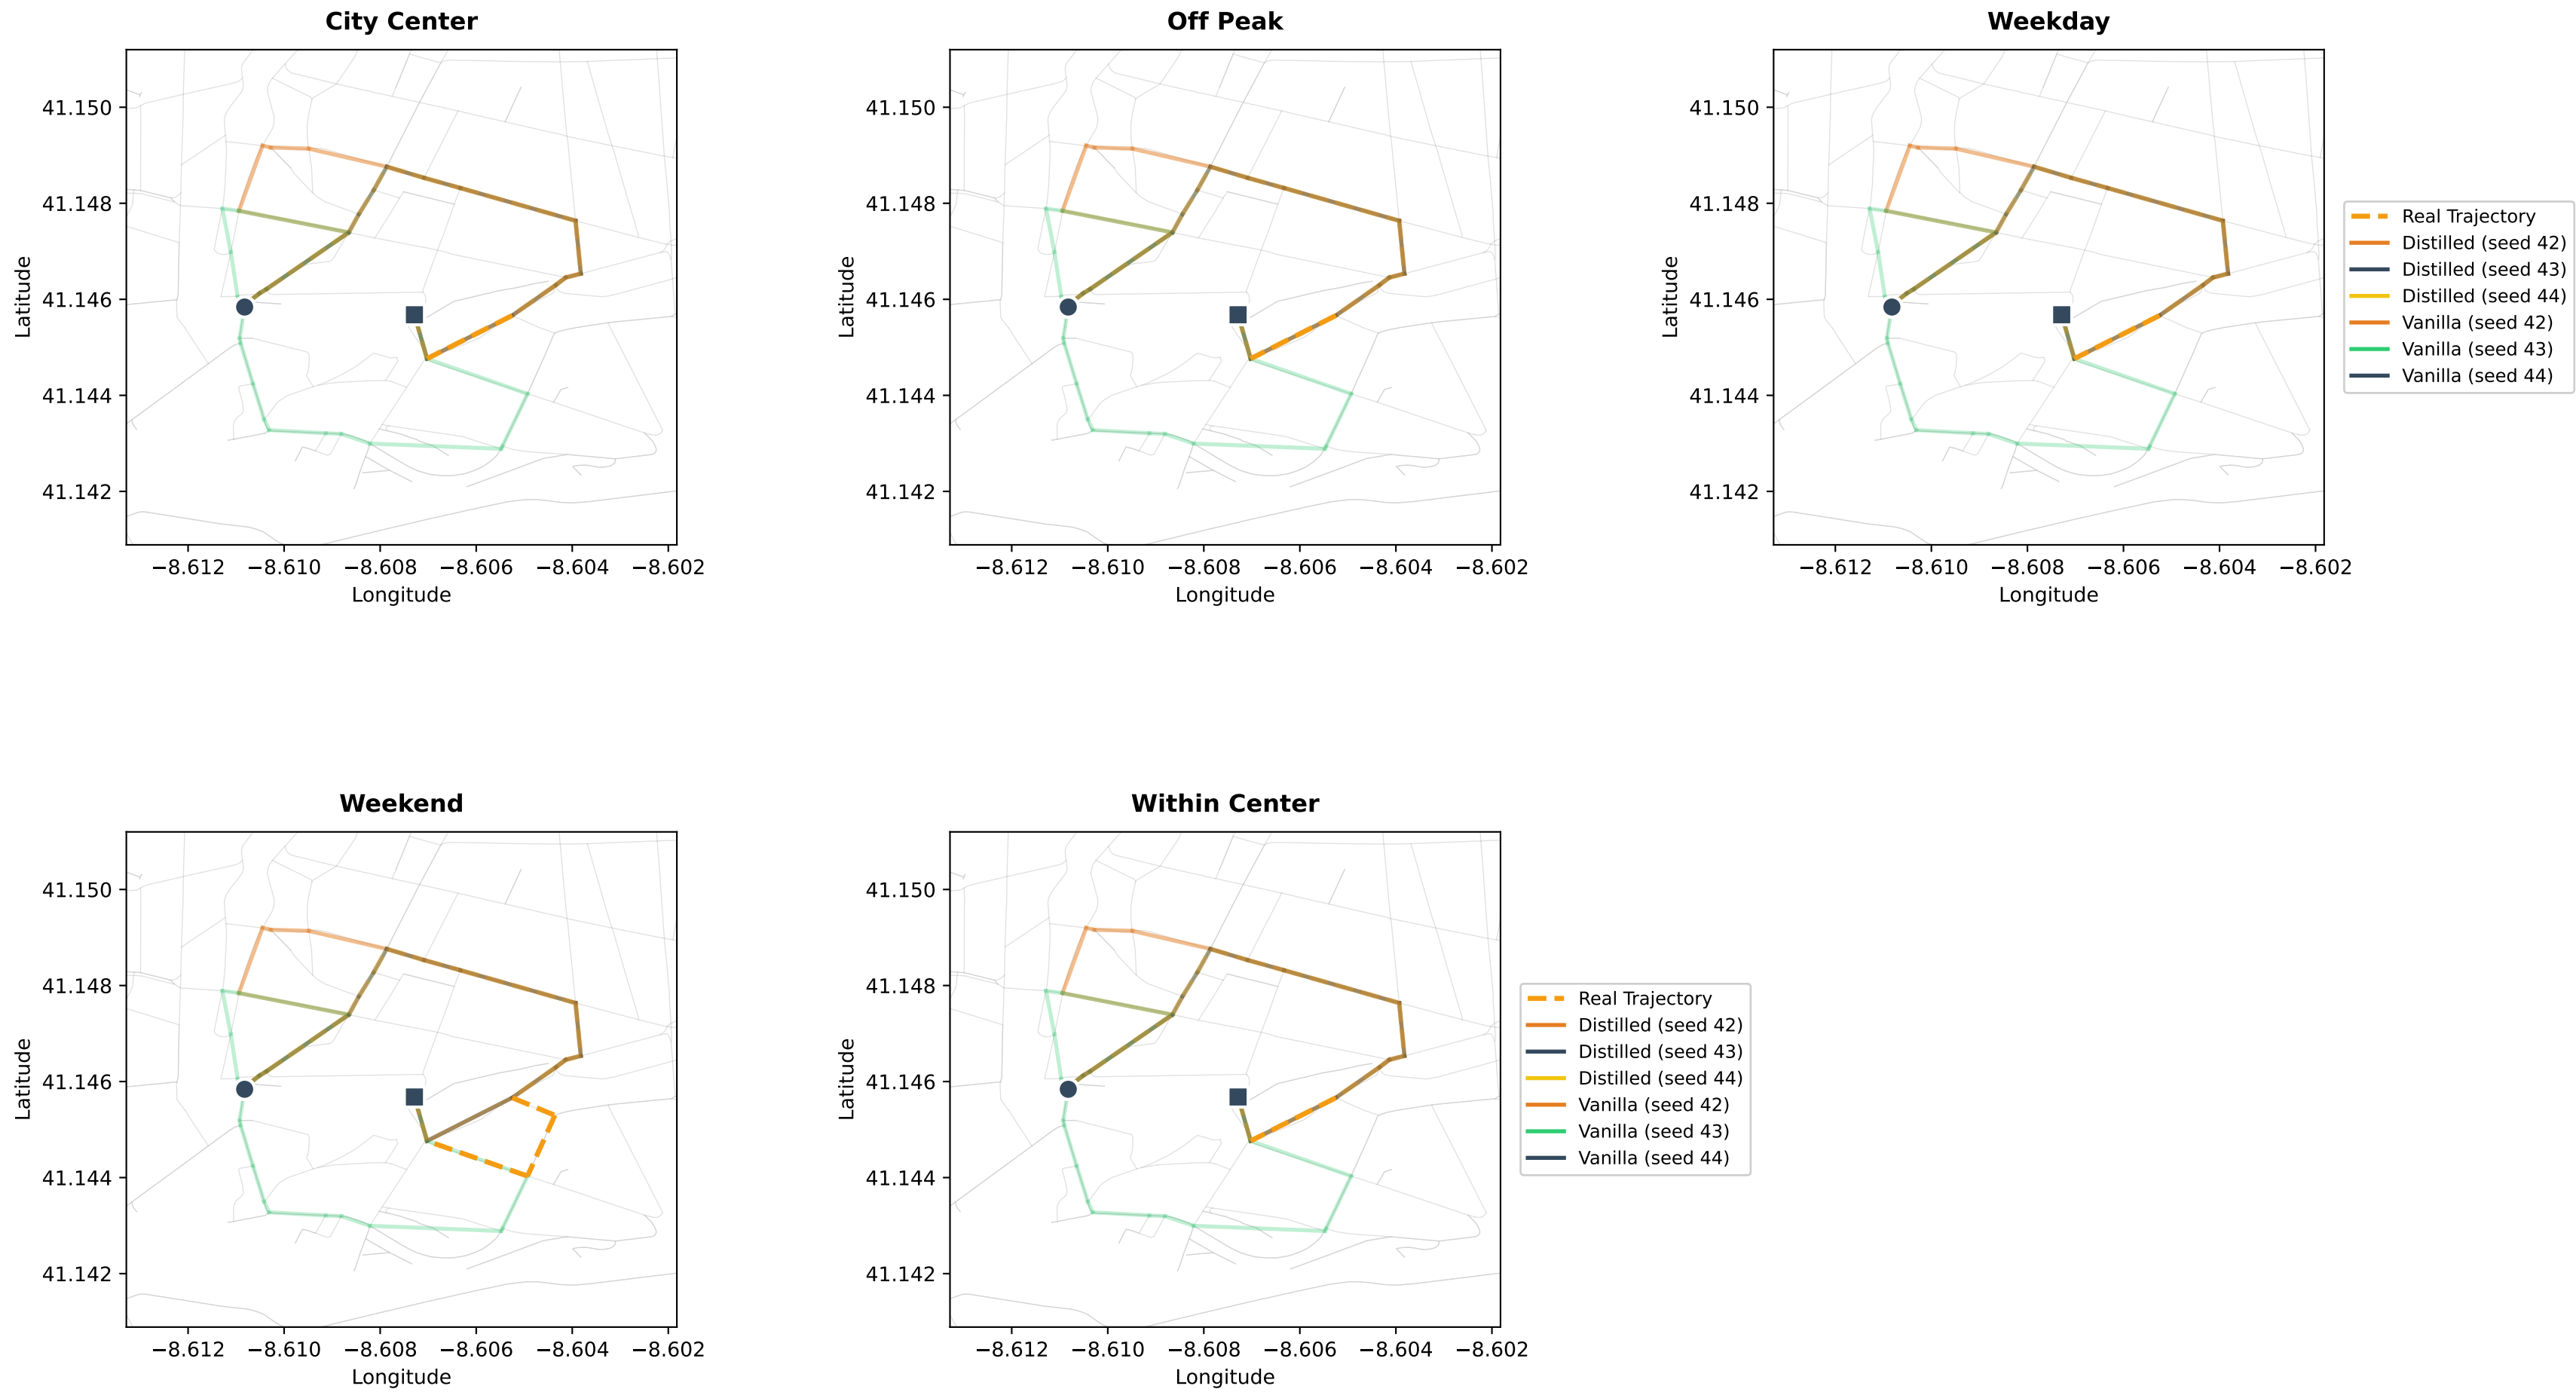 City Center
Off Peak
Weekday
Latitude
41.150
41.148
41.146
41.144
41.142
−8.612
−8.610
−8.608
−8.606
−8.604
−8.602
Longitude
Latitude
41.150
41.148
41.146
41.144
41.142
−8.612
−8.610
−8.608
−8.606
−8.604
−8.602
Longitude
Latitude
41.150
41.148
41.146
41.144
41.142
−8.612
−8.610
−8.608
−8.606
−8.604
−8.602
Longitude
Real Trajectory
Distilled (seed 42)
Distilled (seed 43)
Distilled (seed 44)
Vanilla (seed 42)
Vanilla (seed 43)
Vanilla (seed 44)
Weekend
Within Center
Latitude
41.150
41.148
41.146
41.144
41.142
−8.612
−8.610
−8.608
−8.606
−8.604
−8.602
Longitude
Latitude
41.150
41.148
41.146
41.144
41.142
−8.612
−8.610
−8.608
−8.606
−8.604
−8.602
Longitude
Real Trajectory
Distilled (seed 42)
Distilled (seed 43)
Distilled (seed 44)
Vanilla (seed 42)
Vanilla (seed 43)
Vanilla (seed 44)